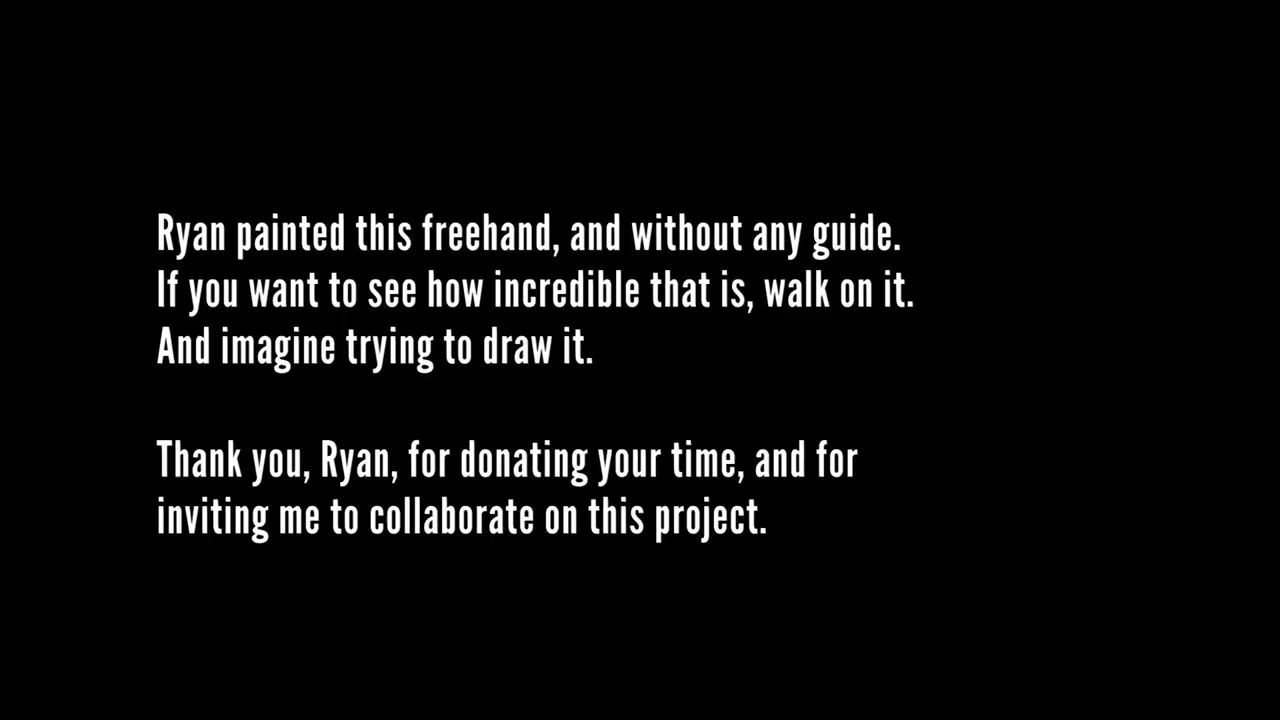 Ryan painted this freehand, and without any guide.
If you want to see how incredible that is, walk on it.
And imagine trying to draw it.
Thank you, Ryan, for donating your time, and for
inviting me to collaborate on this project.